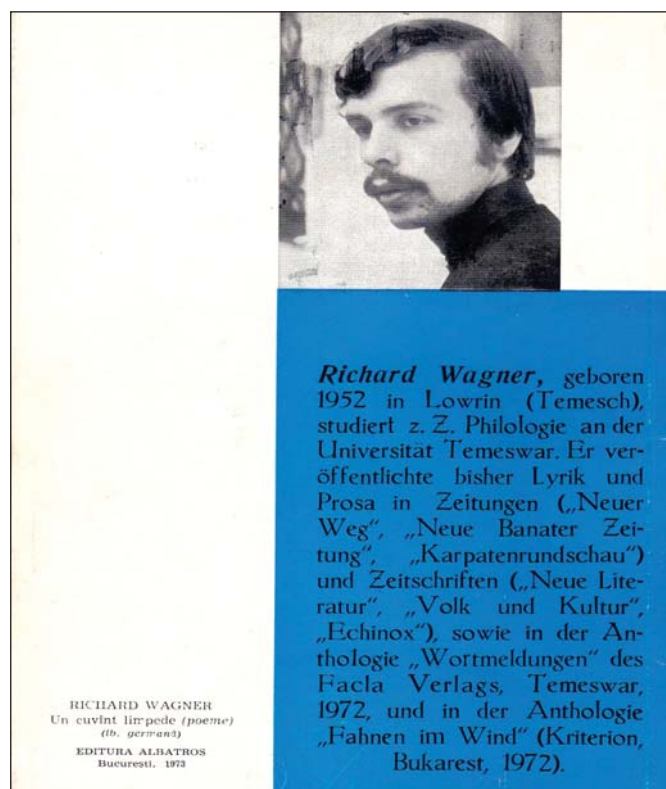 Richard Wagner, geboren
1952 in Lowrin (Temesch),
studiert z. Z. Philologie an der
Universität Temeswar. Er ver-
öffentlichte bisher Lyrik und
Prosa in Zeitungen („Neuer
Weg“, „Neue Banater Zei-
tung“, „Karpatenrundschau“)
und Zeitschriften („Neue Lite-
ratur“, „Volk und Kultur“,
„Echinox“), sowie in der An-
thologie „Wortmeldungen“ des
Facla Verlags, Temeswar,
1972, und in der Anthologie
„Fahnen im Wind“ (Kriterion,
Bukarest, 1972).
RICHARD WAGNER
Un cuvînt limpede (poeme)
(lb. germană)
EDITURA ALBATROS
Bucureşti, 1973